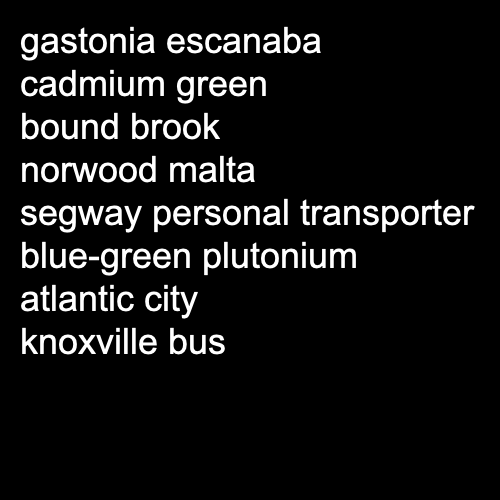 gastonia escanaba
cadmium green
bound brook
norwood malta
segway personal transporter
blue-green plutonium
atlantic city
knoxville bus